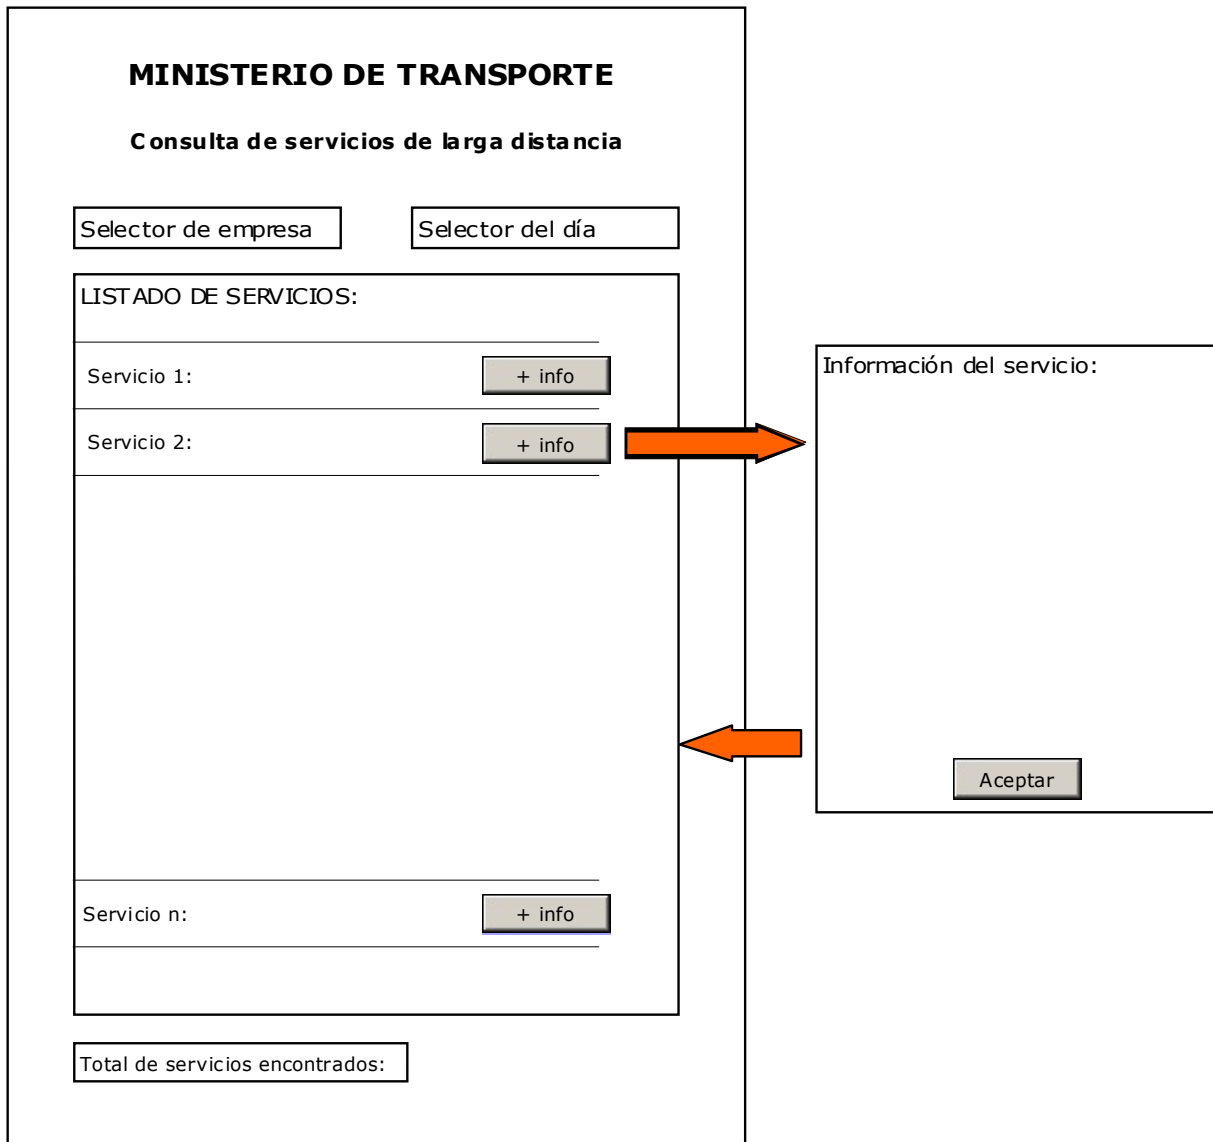 MINISTERIO DE TRANSPORTE
Consulta de servicios de larga distancia
Selector de empresa
Selector del día
LISTADO DE SERVICIOS:
Servicio 1:
+ info
Servicio 2:
+ info
Servicio n:
+ info
Total de servicios encontrados:
Información del servicio:
Aceptar